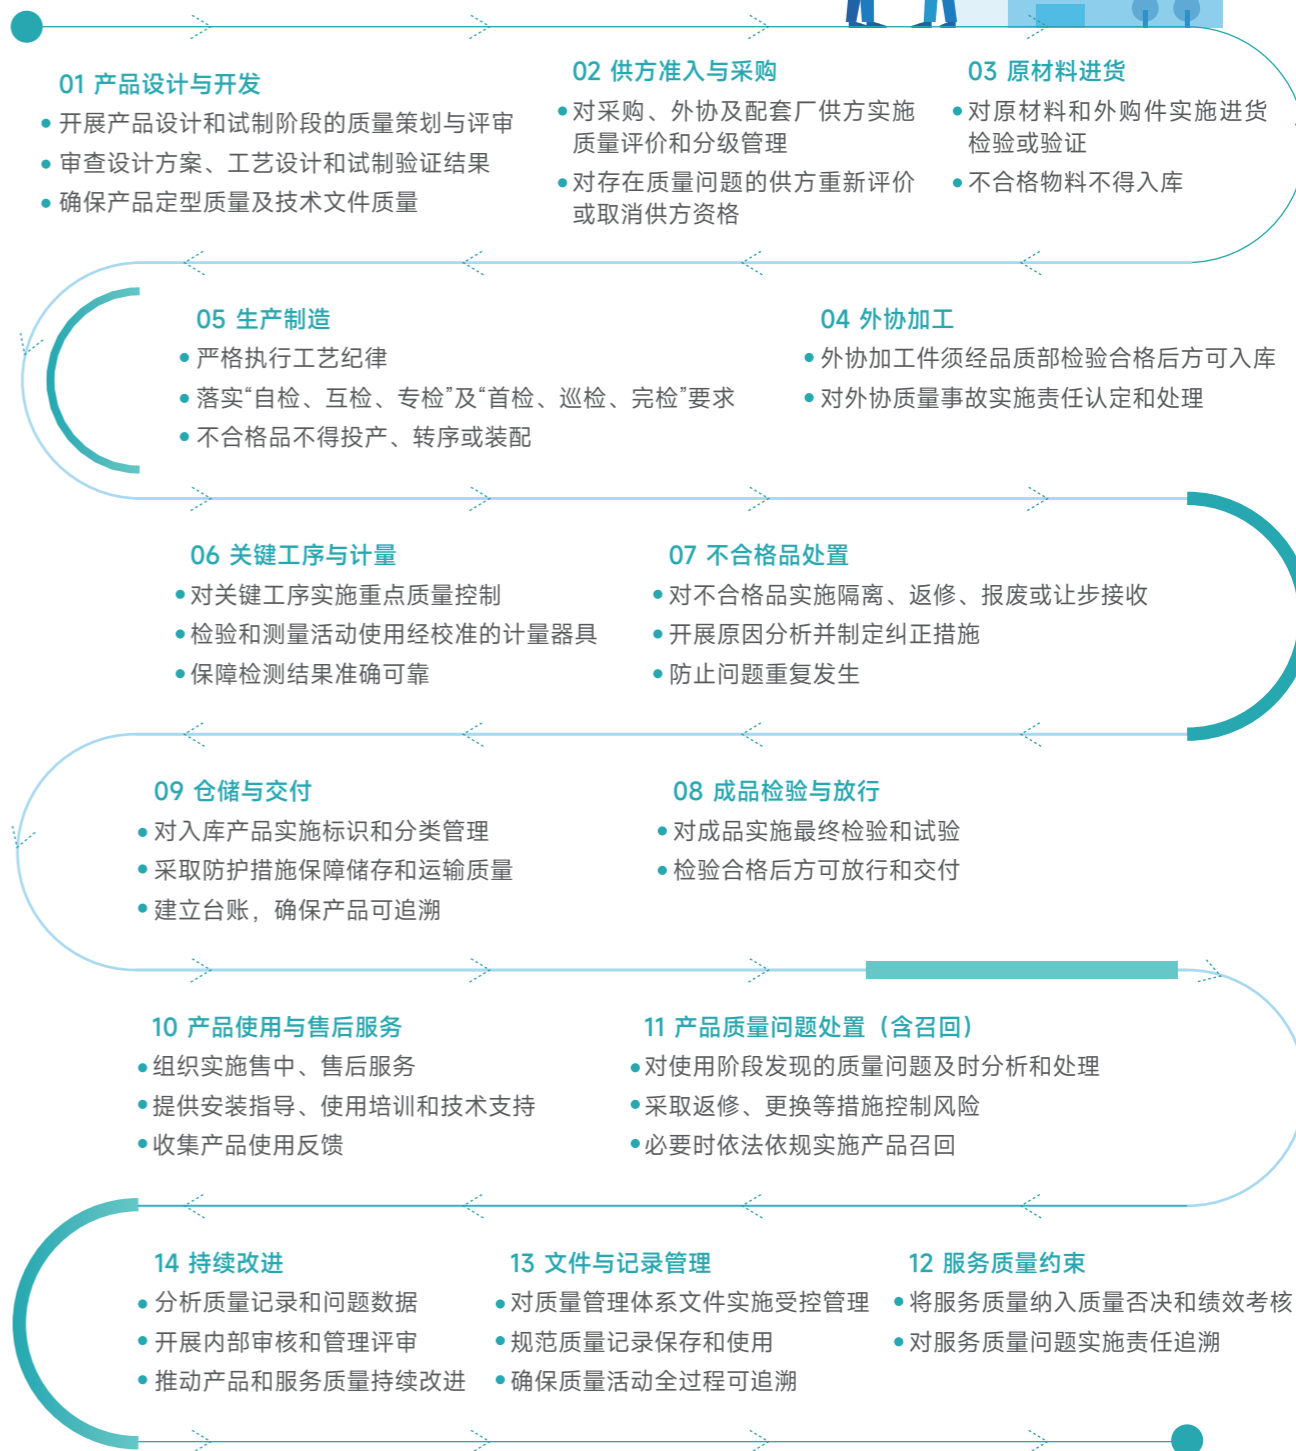 01 产品设计与开发
开展产品设计和试制阶段的质量策划与评审
审查设计方案、工艺设计和试制验证结果
确保产品定型质量及技术文件质量
02 供方准入与采购
对采购、外协及配套厂供方实施
质量评价和分级管理
对存在质量问题的供方重新评价
或取消供方资格
03 原材料进货
对原材料和外购件实施进货
检验或验证
不合格物料不得入库
04 外协加工
外协加工件须经品质部检验合格后方可入库
对外协质量事故实施责任认定和处理
05 生产制造
严格执行工艺纪律
落实“自检、互检、专检”及“首检、巡检、完检”要求
不合格品不得投产、转序或装配
06 关键工序与计量
对关键工序实施重点质量控制
检验和测量活动使用经校准的计量器具
保障检测结果准确可靠
07 不合格品处置
对不合格品实施隔离、返修、报废或让步接收
开展原因分析并制定纠正措施
防止问题重复发生
08 成品检验与放行
对成品实施最终检验和试验
检验合格后方可放行和交付
09 仓储与交付
对入库产品实施标识和分类管理
采取防护措施保障储存和运输质量
建立台账，确保产品可追溯
10 产品使用与售后服务
组织实施售中、售后服务
提供安装指导、使用培训和技术支持
收集产品使用反馈
11 产品质量问题处置（含召回）
对使用阶段发现的质量问题及时分析和处理
采取返修、更换等措施控制风险
必要时依法依规实施产品召回
12 服务质量约束
将服务质量纳入质量否决和绩效考核
对服务质量问题实施责任追溯
13 文件与记录管理
对质量管理体系文件实施受控管理
规范质量记录保存和使用
确保质量活动全过程可追溯
14 持续改进
分析质量记录和问题数据
开展内部审核和管理评审
推动产品和服务质量持续改进